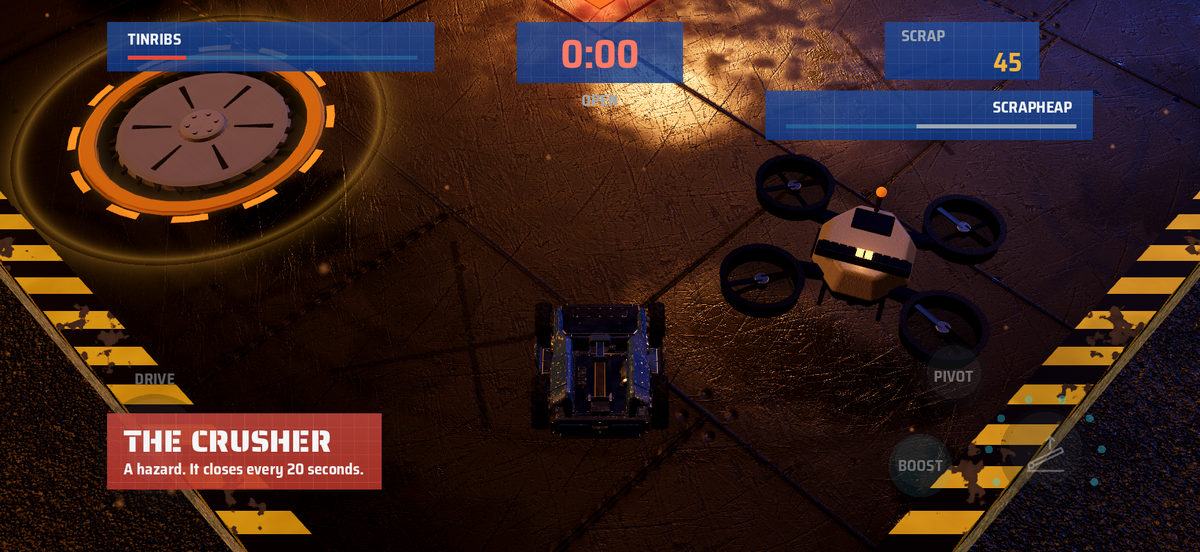 TINRIBS
0:00
OPEN
SCRAP
45
SCRAPHEAP
DRIVE
PIVOT
BOOST
THE CRUSHER
A hazard. It closes every 20 seconds.